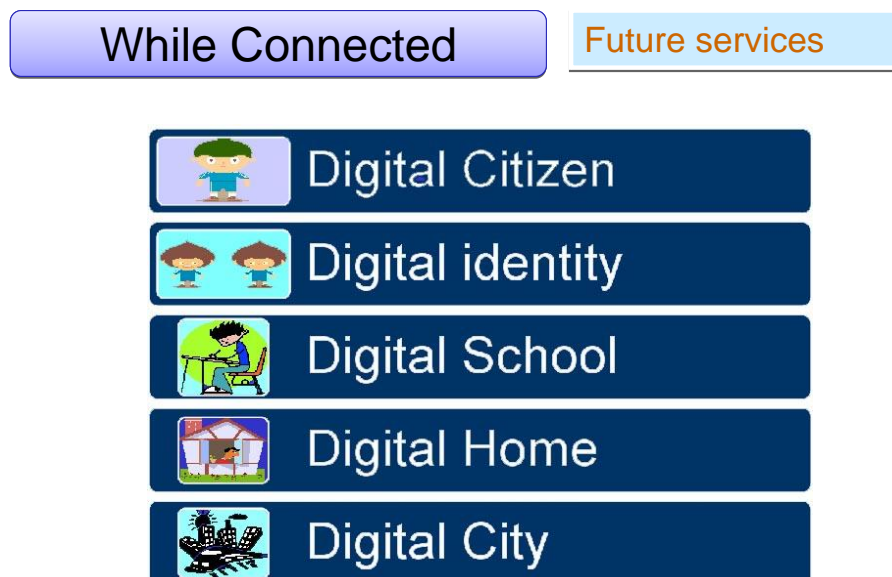 While Connected
Future services
Digital Citizen
Digital identity
Digital School
Digital Home
Digital City